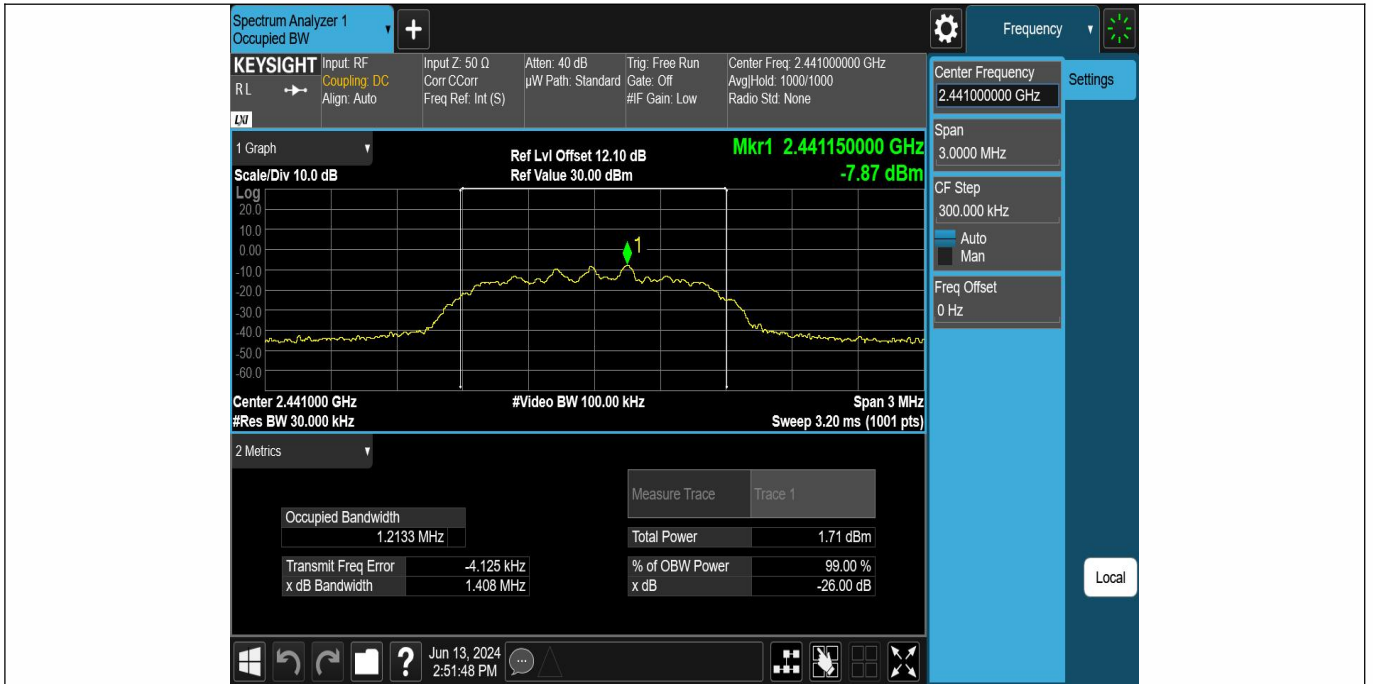 Spectrum Analyzer 1
Occupied BW
Frequency
KEYSIGHT
RL
LXI
Input: RF
Coupling: DC
Align: Auto
Input Z: 50 Ω
Corr CCorr
Freq Ref: Int (S)
Atten: 40 dB
µW Path: Standard
Trig: Free Run
Gate: Off
#IF Gain: Low
Center Freq: 2.441000000 GHz
Avg|Hold: 1000/1000
Radio Std: None
1 Graph
Scale/Div 10.0 dB
Ref Lvl Offset 12.10 dB
Ref Value 30.00 dBm
Mkr1 2.441150000 GHz
-7.87 dBm
Log
20.0
10.0
0.00
-10.0
-20.0
-30.0
-40.0
-50.0
-60.0
1
Center 2.441000 GHz
#Res BW 30.000 kHz
#Video BW 100.00 kHz
Span 3 MHz
Sweep 3.20 ms (1001 pts)
2 Metrics
Measure Trace Trace 1
Occupied Bandwidth
1.2133 MHz
Total Power 1.71 dBm
Transmit Freq Error -4.125 kHz
% of OBW Power 99.00 %
x dB Bandwidth 1.408 MHz
x dB -26.00 dB
Center Frequency
2.441000000 GHz
Settings
Span
3.0000 MHz
CF Step
300.000 kHz
Auto
Man
Freq Offset
0 Hz
Local
?
Jun 13, 2024
2:51:48 PM